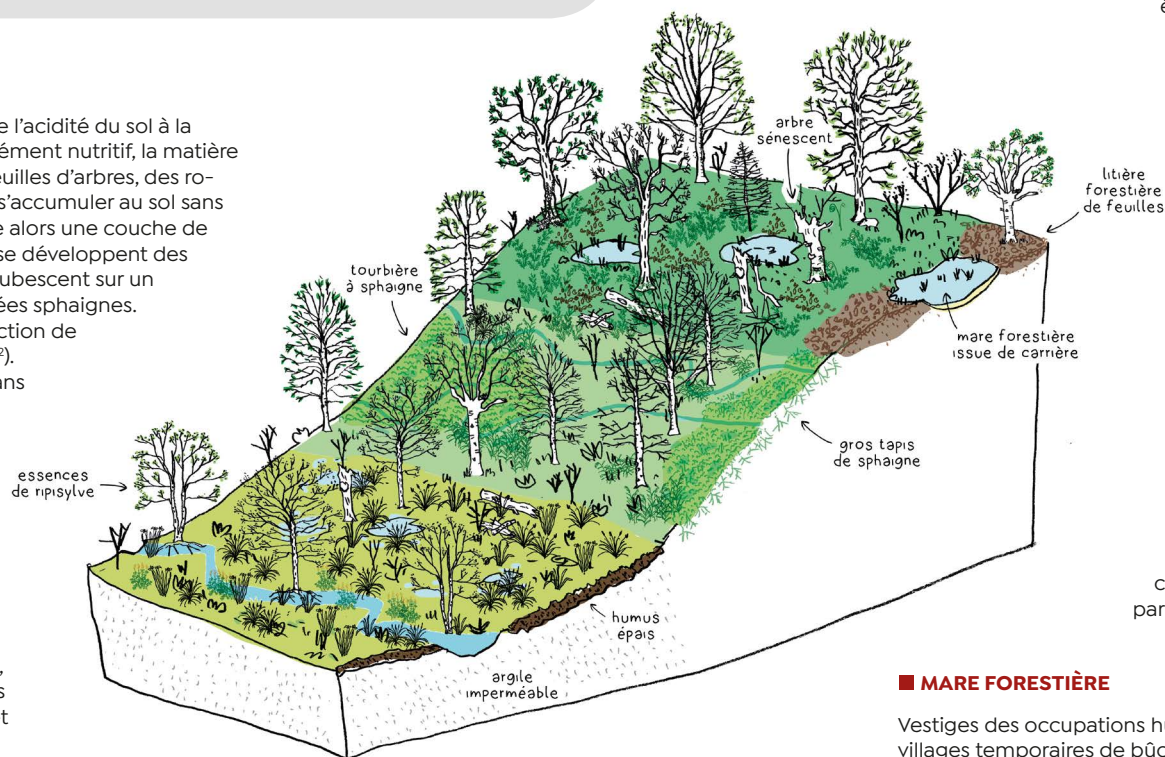 é
e l'acidité du sol à la
ément nutritif, la matière
euilles d'arbres, des ro-
s'accumuler au sol sans
e alors une couche de
se développent des
ubescent sur un
ées sphaignes.
ction de
²).
ans
arbre
sénescent
litière
forestière
de feuilles
tourbière
à sphaigne
mare forestière
issue de carrière
gros tapis
de sphaigne
essences
de ripisylve
humus
épais
argile
imperméable
,
s
t
c
par
■ MARE FORESTIÈRE
Vestiges des occupations hu
villages temporaires de bûc